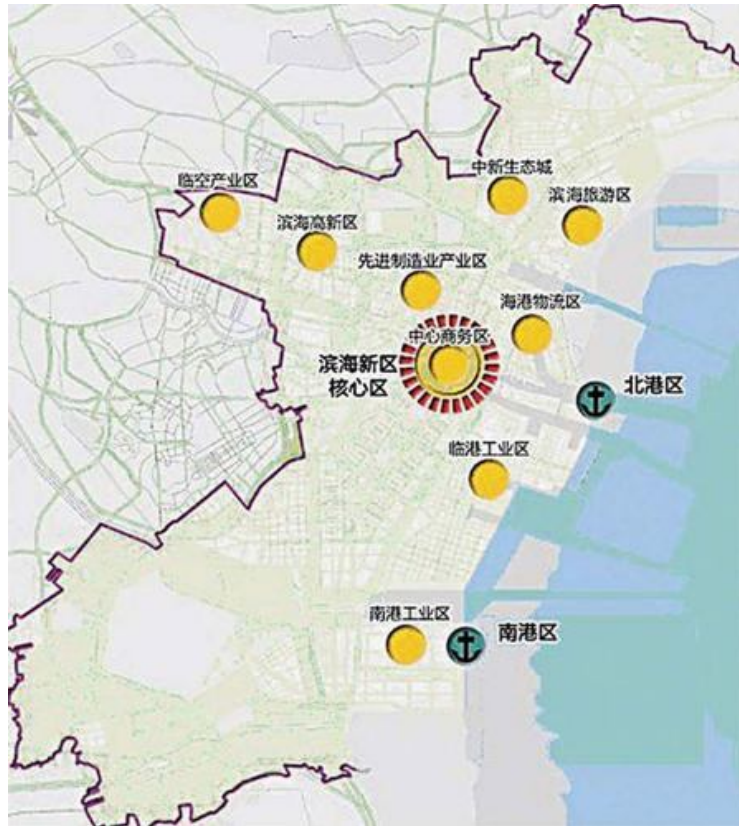 中新生态城
临空产业区
滨海旅游区
滨海高新区
先进制造业产业区
海港物流区
中心商务区
滨海新区
核心区
北港区
临港工业区
南港工业区
南港区